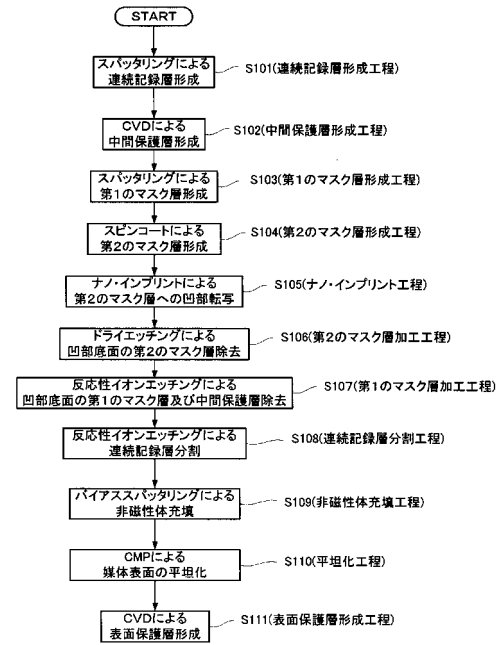 START
スパッタリングによる
連続記録層形成
S101(連続記録層形成工程)
CVDによる
中間保護層形成
S102(中間保護層形成工程)
スパッタリングによる
第1のマスク層形成
S103(第1のマスク層形成工程)
スピンコートによる
第2のマスク層形成
S104(第2のマスク層形成工程)
ナノ・インプリントによる
第2のマスク層への凹部転写
S105(ナノ・インプリント工程)
ドライエッチングによる
凹部底面の第2のマスク層除去
S106(第2のマスク層加工工程)
反応性イオンエッチングによる
凹部底面の第1のマスク層及び中間保護層除去
S107(第1のマスク層加工工程)
反応性イオンエッチングによる
連続記録層分割
S108(連続記録層分割工程)
バイアススパッタリングによる
非磁性体充填
S109(非磁性体充填工程)
CMPによる
媒体表面の平坦化
S110(平坦化工程)
CVDによる
表面保護層形成
S111(表面保護層形成工程)